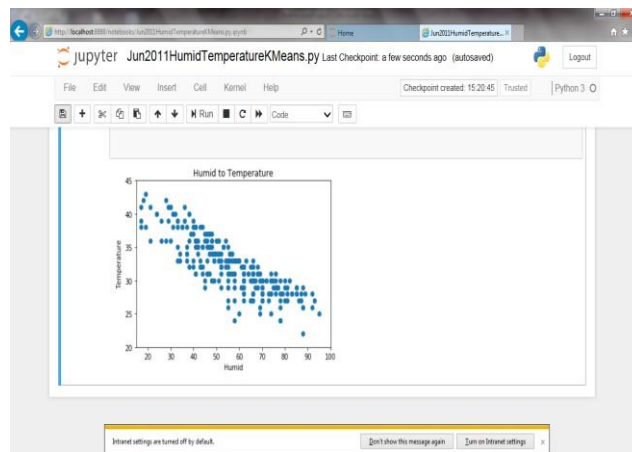 http://localhost:8888/notebooks/Jun2011HumidTemperatureKMeans.py.ipynb
Home
Jun2011HumidTemperature...
jupyter Jun2011HumidTemperatureKMeans.py Last Checkpoint: a few seconds ago (autosaved)
Logout
File Edit View Insert Cell Kernel Help
Checkpoint created: 15:20:45 Trusted Python 3
Run C Code
Humid to Temperature
45
40
35
30
25
20
Temperature
20 30 40 50 60 70 80 90 100
Humid
Intranet settings are turned off by default.
Don't show this message again
Turn on Intranet settings
x